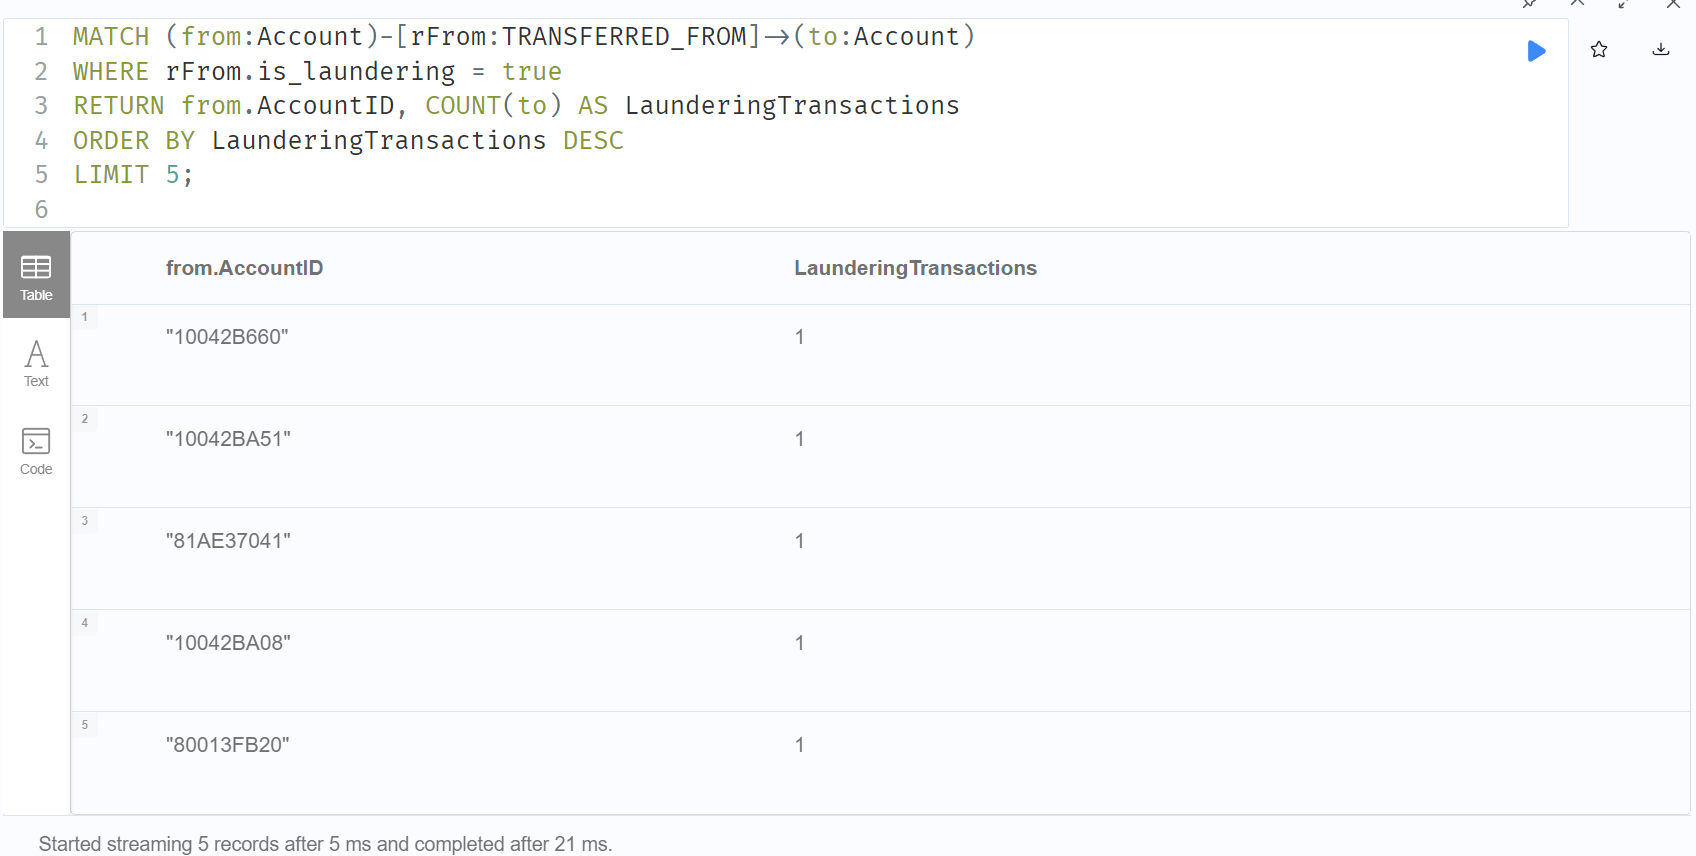 1 MATCH (from:Account)-[rFrom:TRANSFERRED_FROM]->(to:Account)
2 WHERE rFrom.is_laundering = true
3 RETURN from.AccountID, COUNT(to) AS LaunderingTransactions
4 ORDER BY LaunderingTransactions DESC
5 LIMIT 5;
6
Table
from.AccountID LaunderingTransactions
1 "10042B660" 1
Text
2 "10042BA51" 1
Code
3 "81AE37041" 1
4 "10042BA08" 1
5 "80013FB20" 1
Started streaming 5 records after 5 ms and completed after 21 ms.